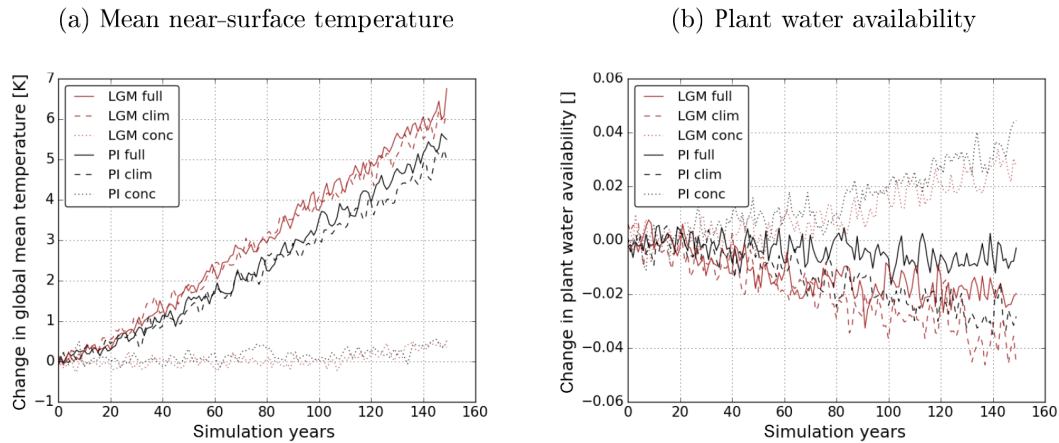 (a) Mean near-surface temperature
Change in global mean temperature [K]
7
6
5
4
3
2
1
0
−1
LGM full
LGM clim
LGM conc
PI full
PI clim
PI conc
0 20 40 60 80 100 120 140 160
Simulation years
(b) Plant water availability
Change in plant water availability []
0.06
0.04
0.02
0.00
−0.02
−0.04
−0.06
LGM full
LGM clim
LGM conc
PI full
PI clim
PI conc
0 20 40 60 80 100 120 140 160
Simulation years